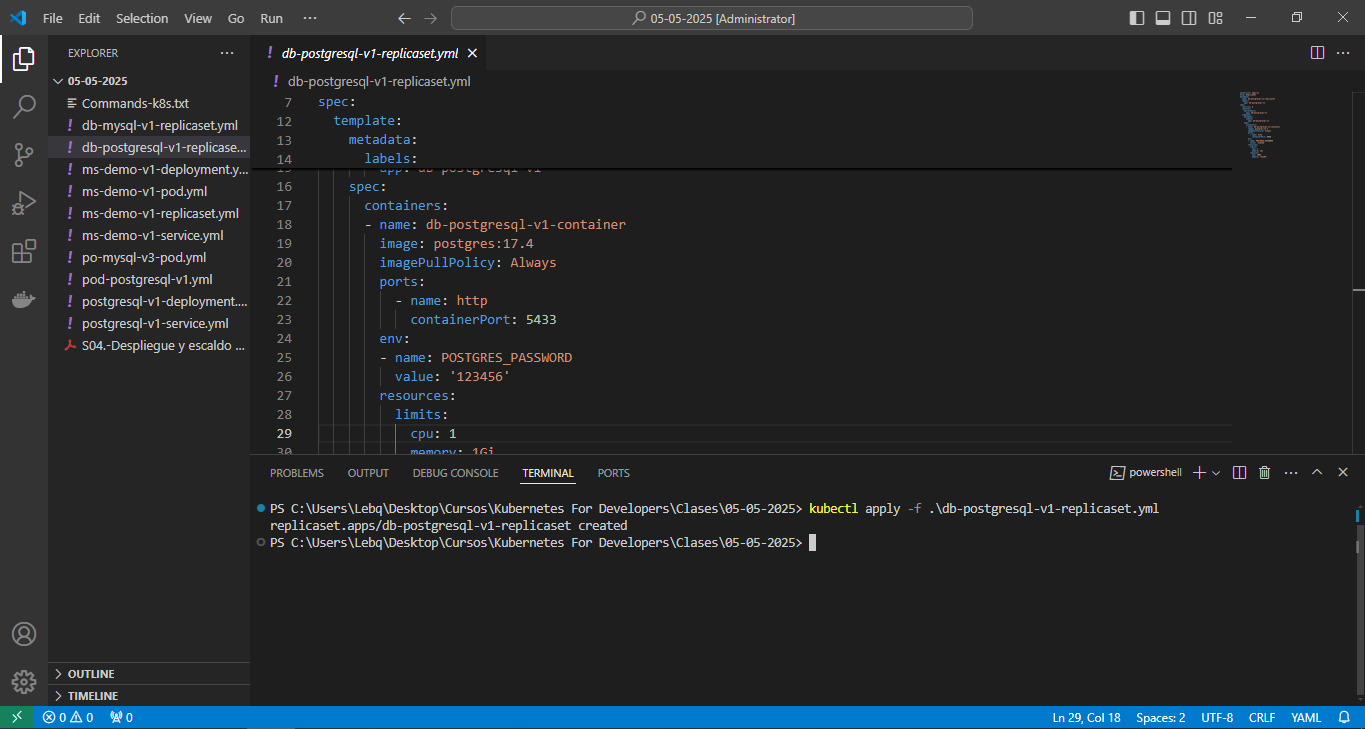 File Edit Selection View Go Run ··· 05-05-2025 [Administrator]
EXPLORER ···
05-05-2025
Commands-k8s.txt
! db-mysql-v1-replicaset.yml
! db-postgresql-v1-replicase...
! ms-demo-v1-deployment.y...
! ms-demo-v1-pod.yml
! ms-demo-v1-replicaset.yml
! ms-demo-v1-service.yml
! po-mysql-v3-pod.yml
! pod-postgresql-v1.yml
! postgresql-v1-deployment....
! postgresql-v1-service.yml
S04.-Despliegue y escaldo ...
OUTLINE
TIMELINE
! db-postgresql-v1-replicaset.yml
! db-postgresql-v1-replicaset.yml
7 spec:
12 template:
13 metadata:
14 labels:
15 app: db-postgresql-v1
16 spec:
17 containers:
18 - name: db-postgresql-v1-container
19 image: postgres:17.4
20 imagePullPolicy: Always
21 ports:
22 - name: http
23 containerPort: 5433
24 env:
25 - name: POSTGRES_PASSWORD
26 value: '123456'
27 resources:
28 limits:
29 cpu: 1
30 memory: 1Gi
PROBLEMS OUTPUT DEBUG CONSOLE TERMINAL PORTS powershell
PS C:\Users\Lebq\Desktop\Cursos\Kubernetes For Developers\Clases\05-05-2025> kubectl apply -f .\db-postgresql-v1-replicaset.yml
replicaset.apps/db-postgresql-v1-replicaset created
PS C:\Users\Lebq\Desktop\Cursos\Kubernetes For Developers\Clases\05-05-2025>
0 0 0 Ln 29, Col 18 Spaces: 2 UTF-8 CRLF YAML